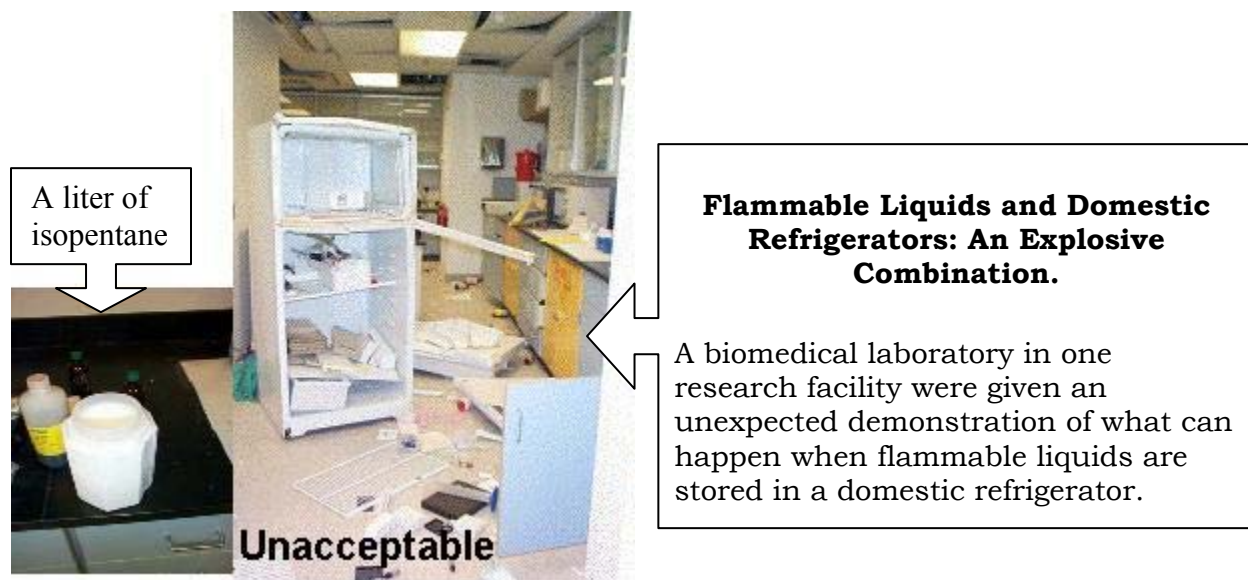 A liter of
isopentane
Unacceptable
Flammable Liquids and Domestic
Refrigerators: An Explosive
Combination.
A biomedical laboratory in one
research facility were given an
unexpected demonstration of what can
happen when flammable liquids are
stored in a domestic refrigerator.